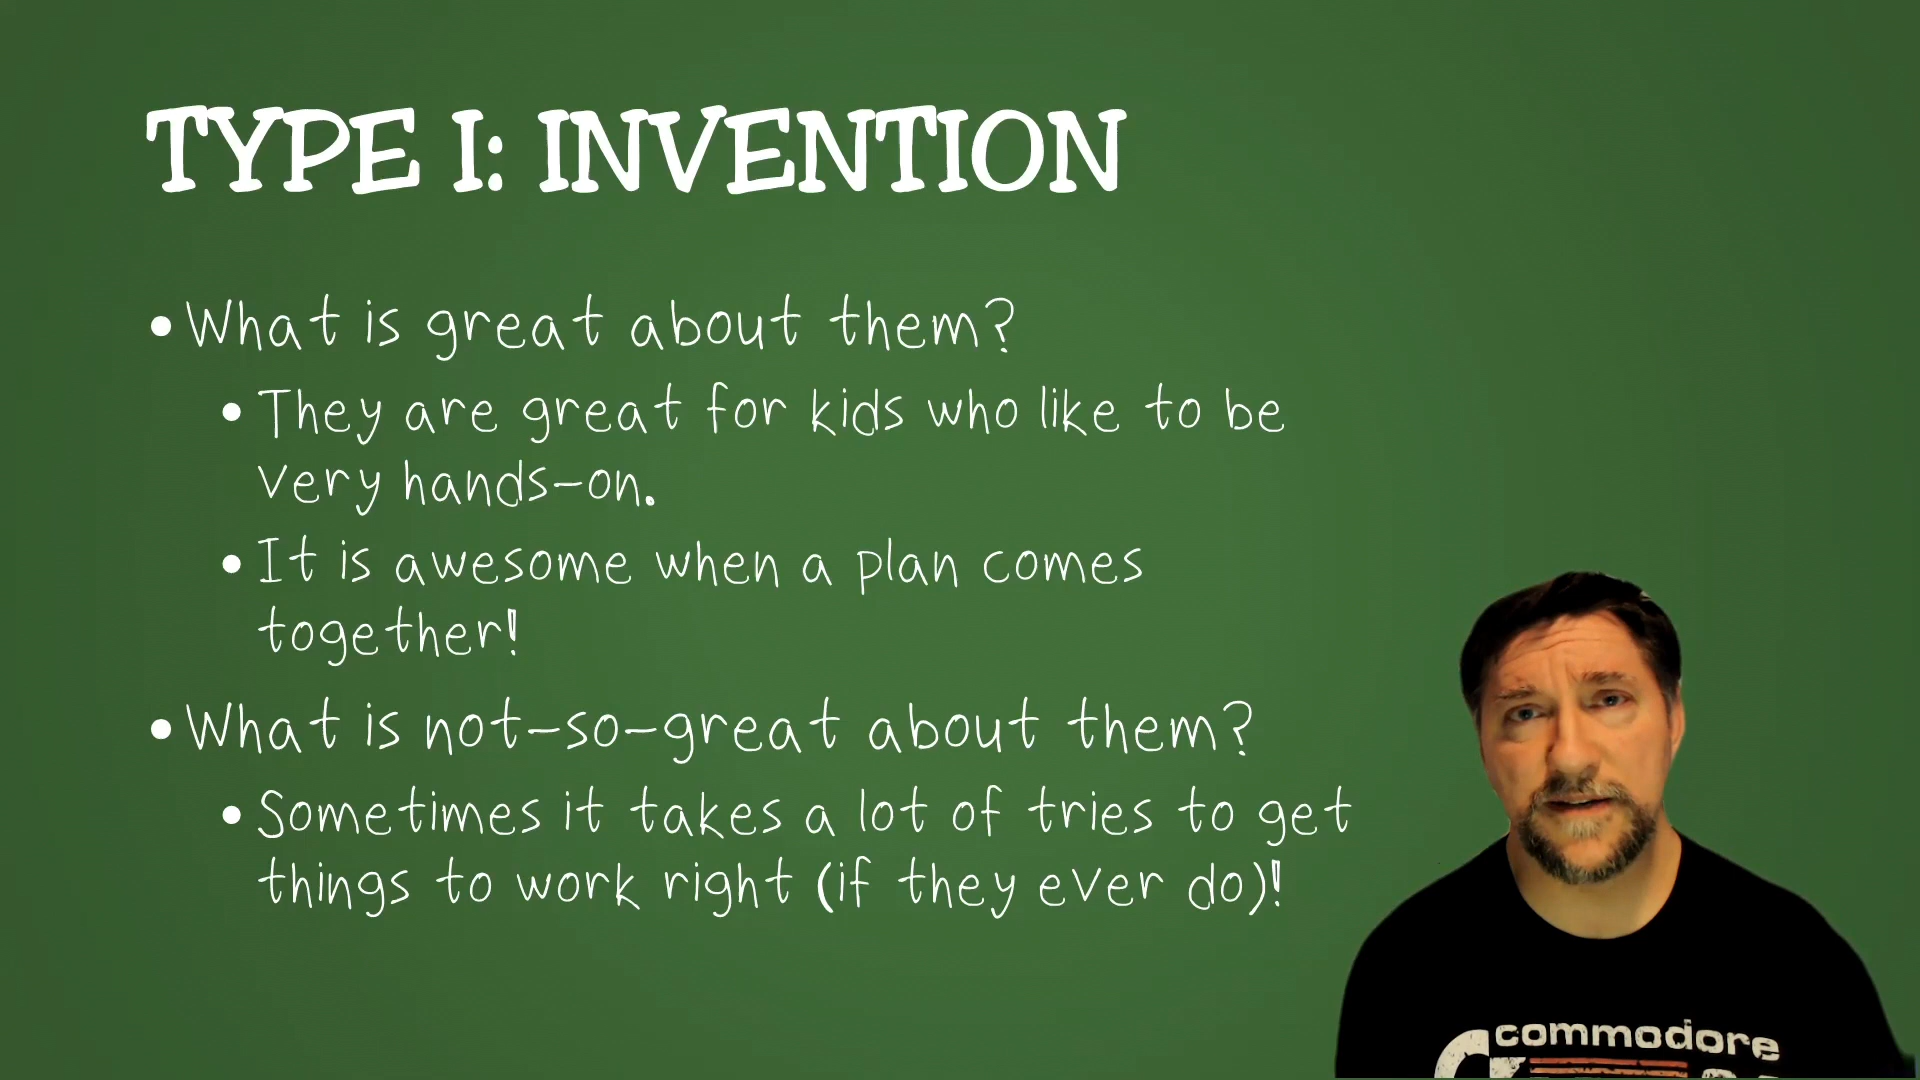 TYPE I: INVENTION
• What is great about them?
• They are great for kids who like to be
very hands-on.
• It is awesome when a plan comes
together!
• What is not-so-great about them?
• Sometimes it takes a lot of tries to get
things to work right (if they ever do)!
commodore